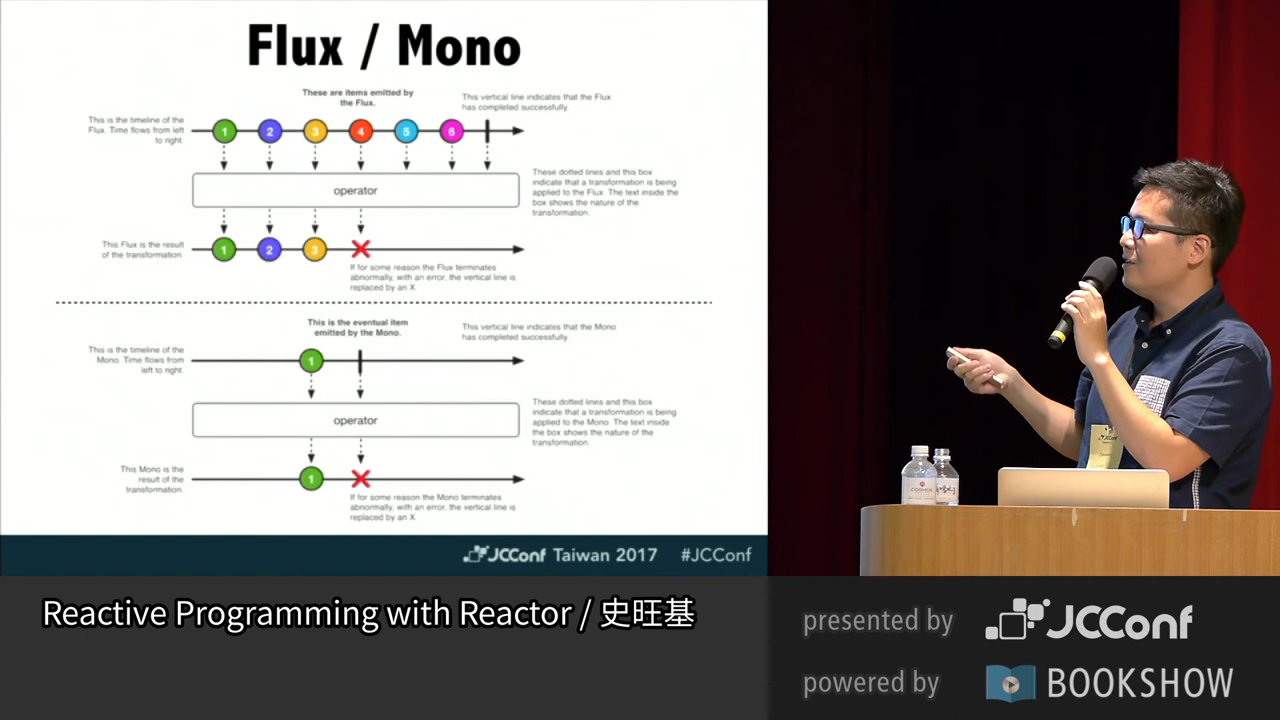 Flux / Mono
These are items emitted by
the Flux.
This vertical line indicates that the Flux
has completed successfully.
This is the timeline of the
Flux. Time flows from left
to right.
1 2 3 4 5 6
operator
These dotted lines and this box
indicate that a transformation is being
applied to the Flux. The text inside the
box shows the nature of the
transformation.
This Flux is the result
of the transformation.
1 2 3
If for some reason the Flux terminates
abnormally, with an error, the vertical line is
replaced by an X
This is the eventual item
emitted by the Mono.
This vertical line indicates that the Mono
has completed successfully.
This is the timeline of the
Mono. Time flows from
left to right.
1
operator
These dotted lines and this box
indicate that a transformation is being
applied to the Mono. The text inside
the box shows the nature of the
transformation.
This Mono is the
result of the
transformation.
1
If for some reason the Mono terminates
abnormally, with an error, the vertical line is
replaced by an X
JCConf Taiwan 2017 #JCConf
Reactive Programming with Reactor / 史旺基
presented by JCConf
powered by BOOKSHOW